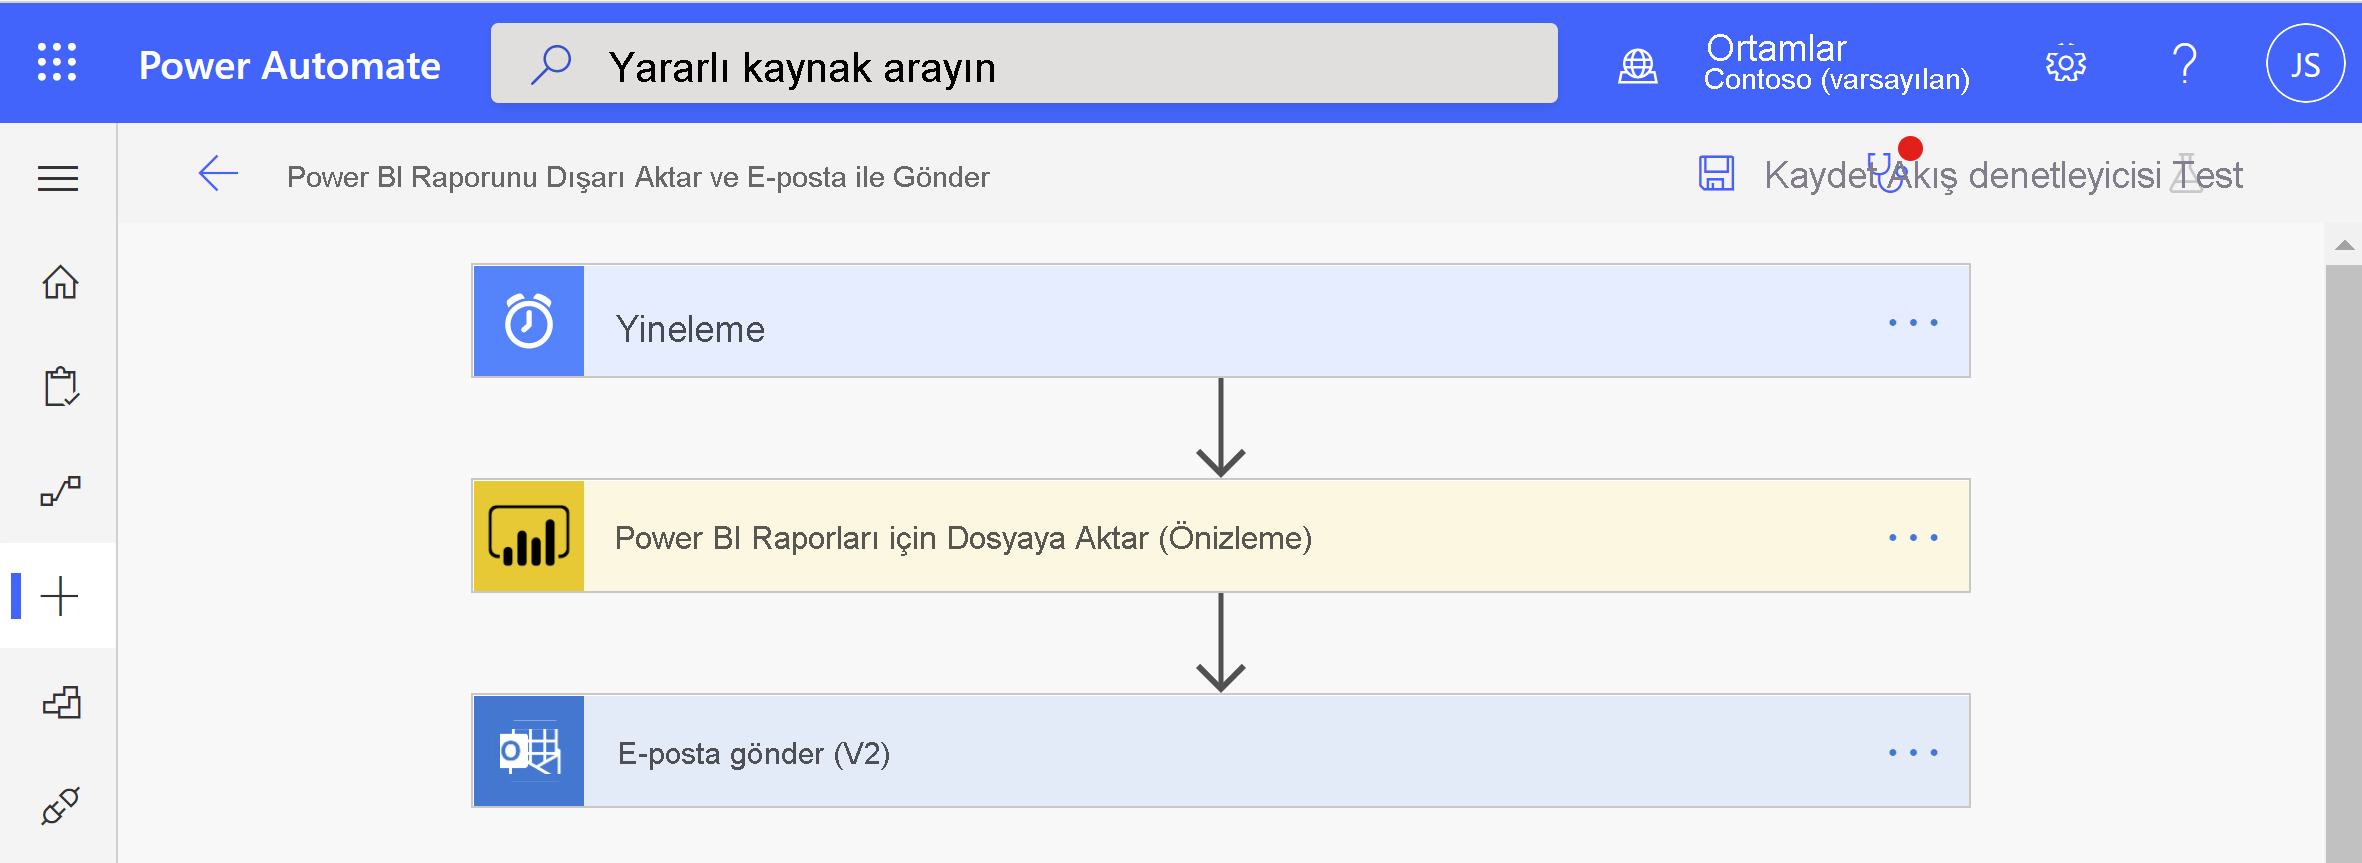 Power Automate
Yararlı kaynak arayın
Ortamlar
Contoso (varsayılan)
JS
Power BI Raporunu Dışarı Aktar ve E-posta ile Gönder
Kaydet Akış denetleyicisi Test
Yineleme
Power BI Raporları için Dosyaya Aktar (Önizleme)
E-posta gönder (V2)